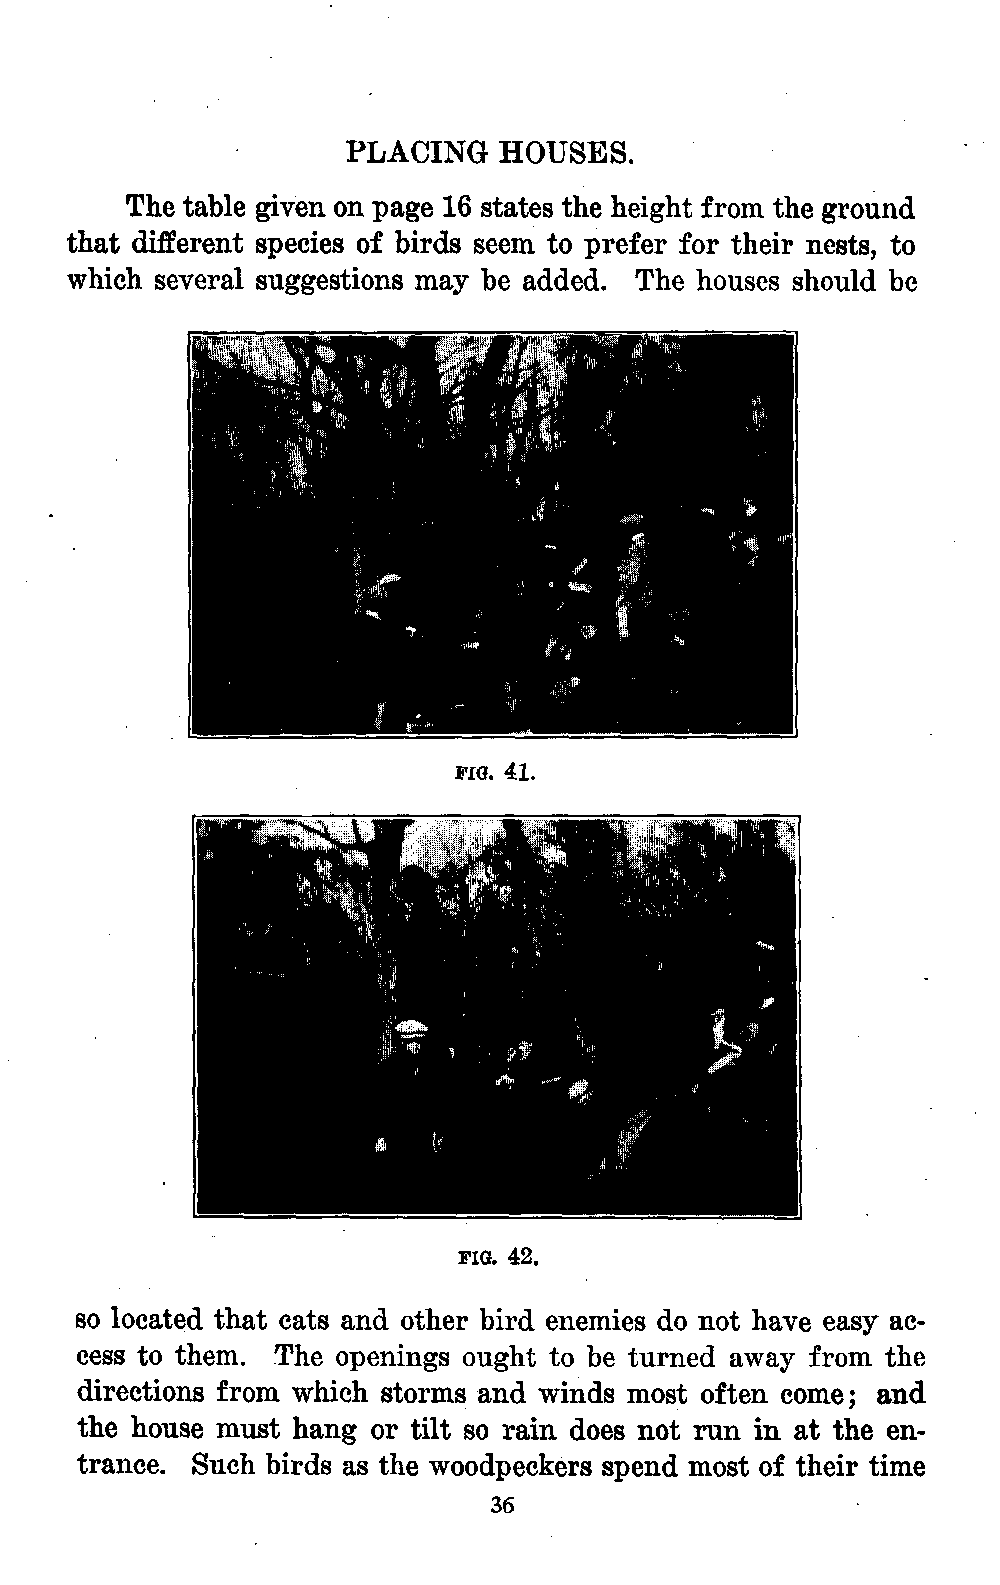 PLACING HOUSES.
The table given on page 16 states the height from the ground
that different species of birds seem to prefer for their nests, to
which several suggestions may be added. The houses should be
FIG. 41.
FIG. 42.
so located that cats and other bird enemies do not have easy ac-
cess to them. The openings ought to be turned away from the
directions from which storms and winds most often come; and
the house must hang or tilt so rain does not run in at the en-
trance. Such birds as the woodpeckers spend most of their time
36